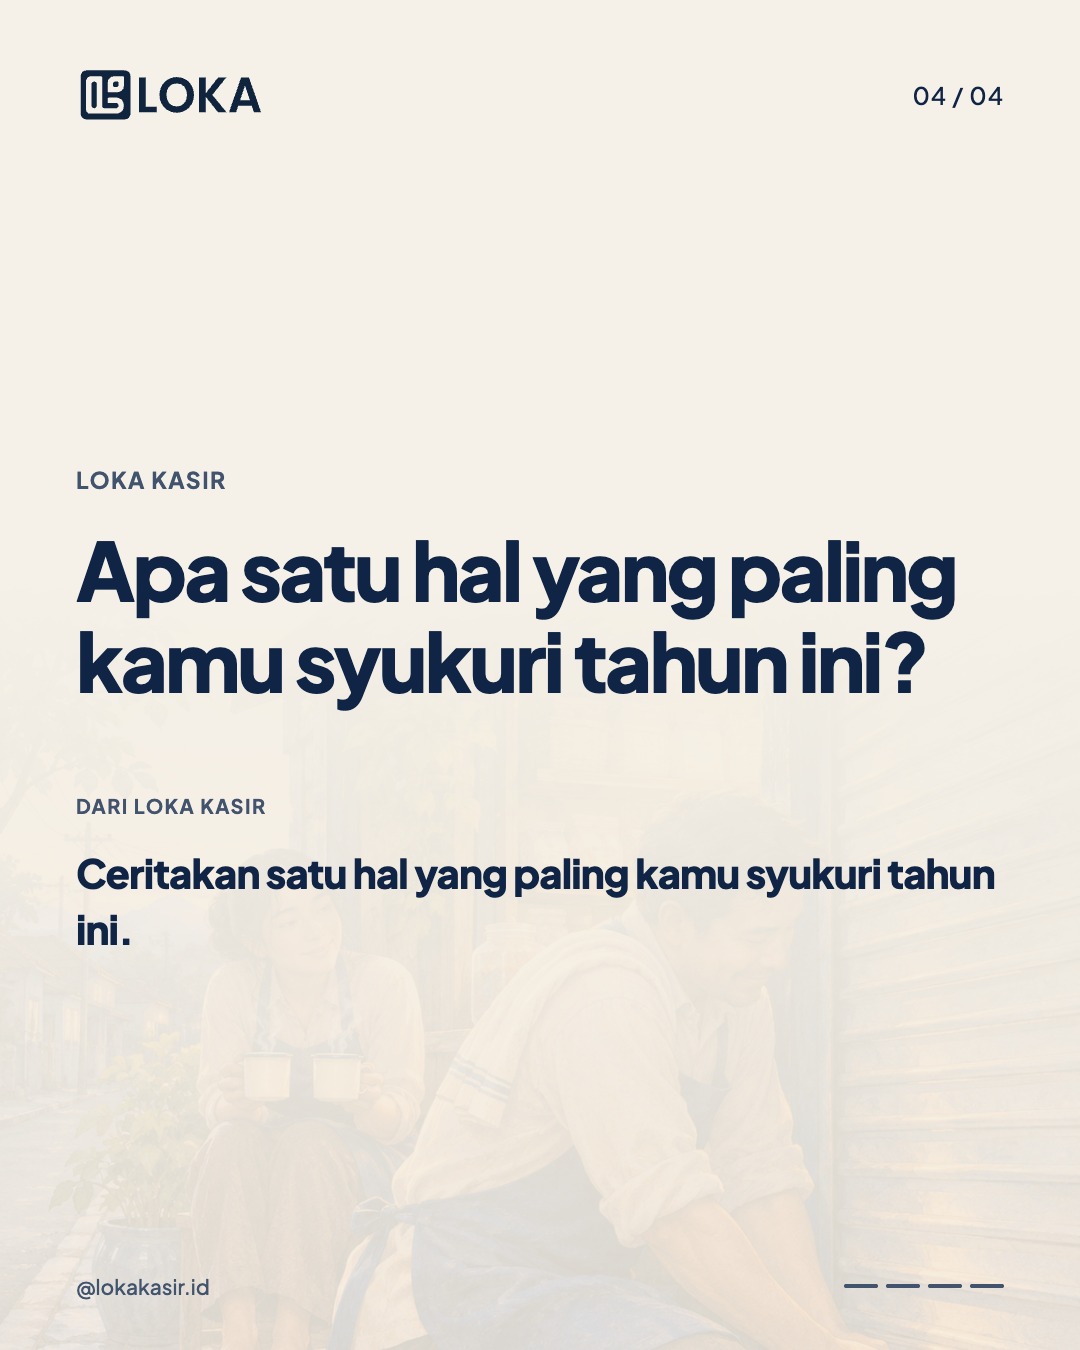 LOKA
04 / 04
LOKA KASIR
Apa satu hal yang paling
kamu syukuri tahun ini?
DARI LOKA KASIR
Ceritakan satu hal yang paling kamu syukuri tahun
ini.
@lokakasir.id